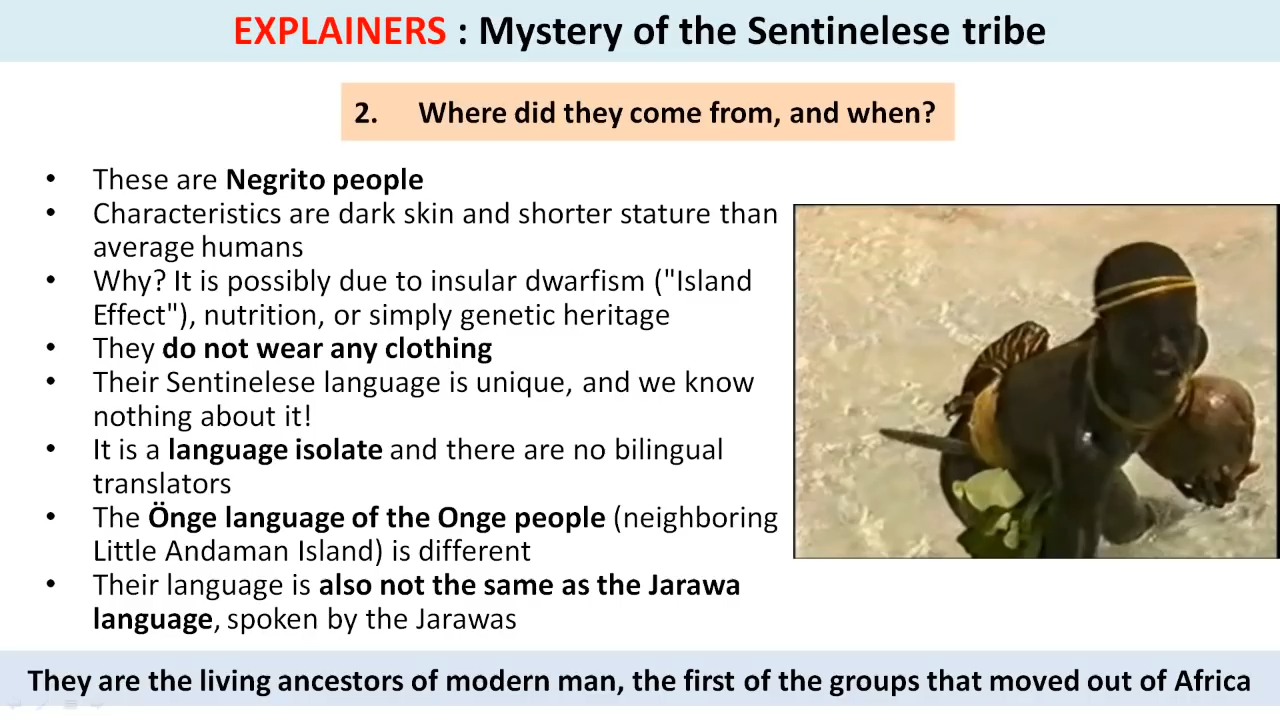 EXPLAINERS : Mystery of the Sentinelese tribe
2. Where did they come from, and when?
• These are Negrito people
• Characteristics are dark skin and shorter stature than
average humans
• Why? It is possibly due to insular dwarfism ("Island
Effect"), nutrition, or simply genetic heritage
• They do not wear any clothing
• Their Sentinelese language is unique, and we know
nothing about it!
• It is a language isolate and there are no bilingual
translators
• The Önge language of the Onge people (neighboring
Little Andaman Island) is different
• Their language is also not the same as the Jarawa
language, spoken by the Jarawas
They are the living ancestors of modern man, the first of the groups that moved out of Africa